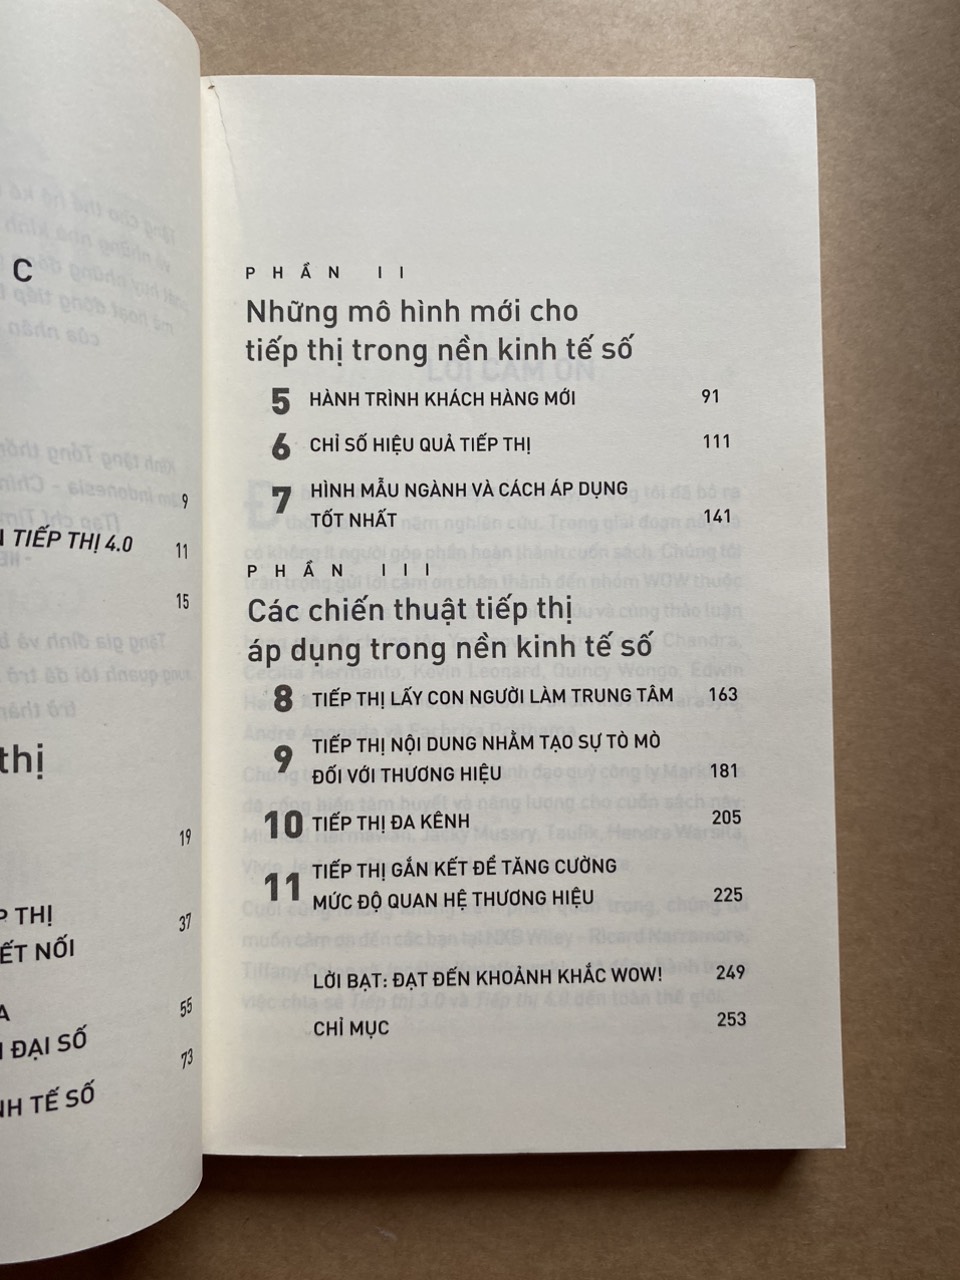 C
9
TIẾP THỊ 4.0
11
15
thị
19
THỊ
37
KẾT NỐI
55
ĐẠI SỐ
73
TẾ SỐ
PHẦN II
Những mô hình mới cho
tiếp thị trong nền kinh tế số
5 HÀNH TRÌNH KHÁCH HÀNG MỚI 91
6 CHỈ SỐ HIỆU QUẢ TIẾP THỊ 111
7 HÌNH MẪU NGÀNH VÀ CÁCH ÁP DỤNG
TỐT NHẤT 141
PHẦN III
Các chiến thuật tiếp thị
áp dụng trong nền kinh tế số
8 TIẾP THỊ LẤY CON NGƯỜI LÀM TRUNG TÂM 163
9 TIẾP THỊ NỘI DUNG NHẰM TẠO SỰ TÒ MÒ
ĐỐI VỚI THƯƠNG HIỆU 181
10 TIẾP THỊ ĐA KÊNH 205
11 TIẾP THỊ GẮN KẾT ĐỂ TĂNG CƯỜNG
MỨC ĐỘ QUAN HỆ THƯƠNG HIỆU 225
LỜI BẠT: ĐẠT ĐẾN KHOẢNH KHẮC WOW! 249
CHỈ MỤC 253